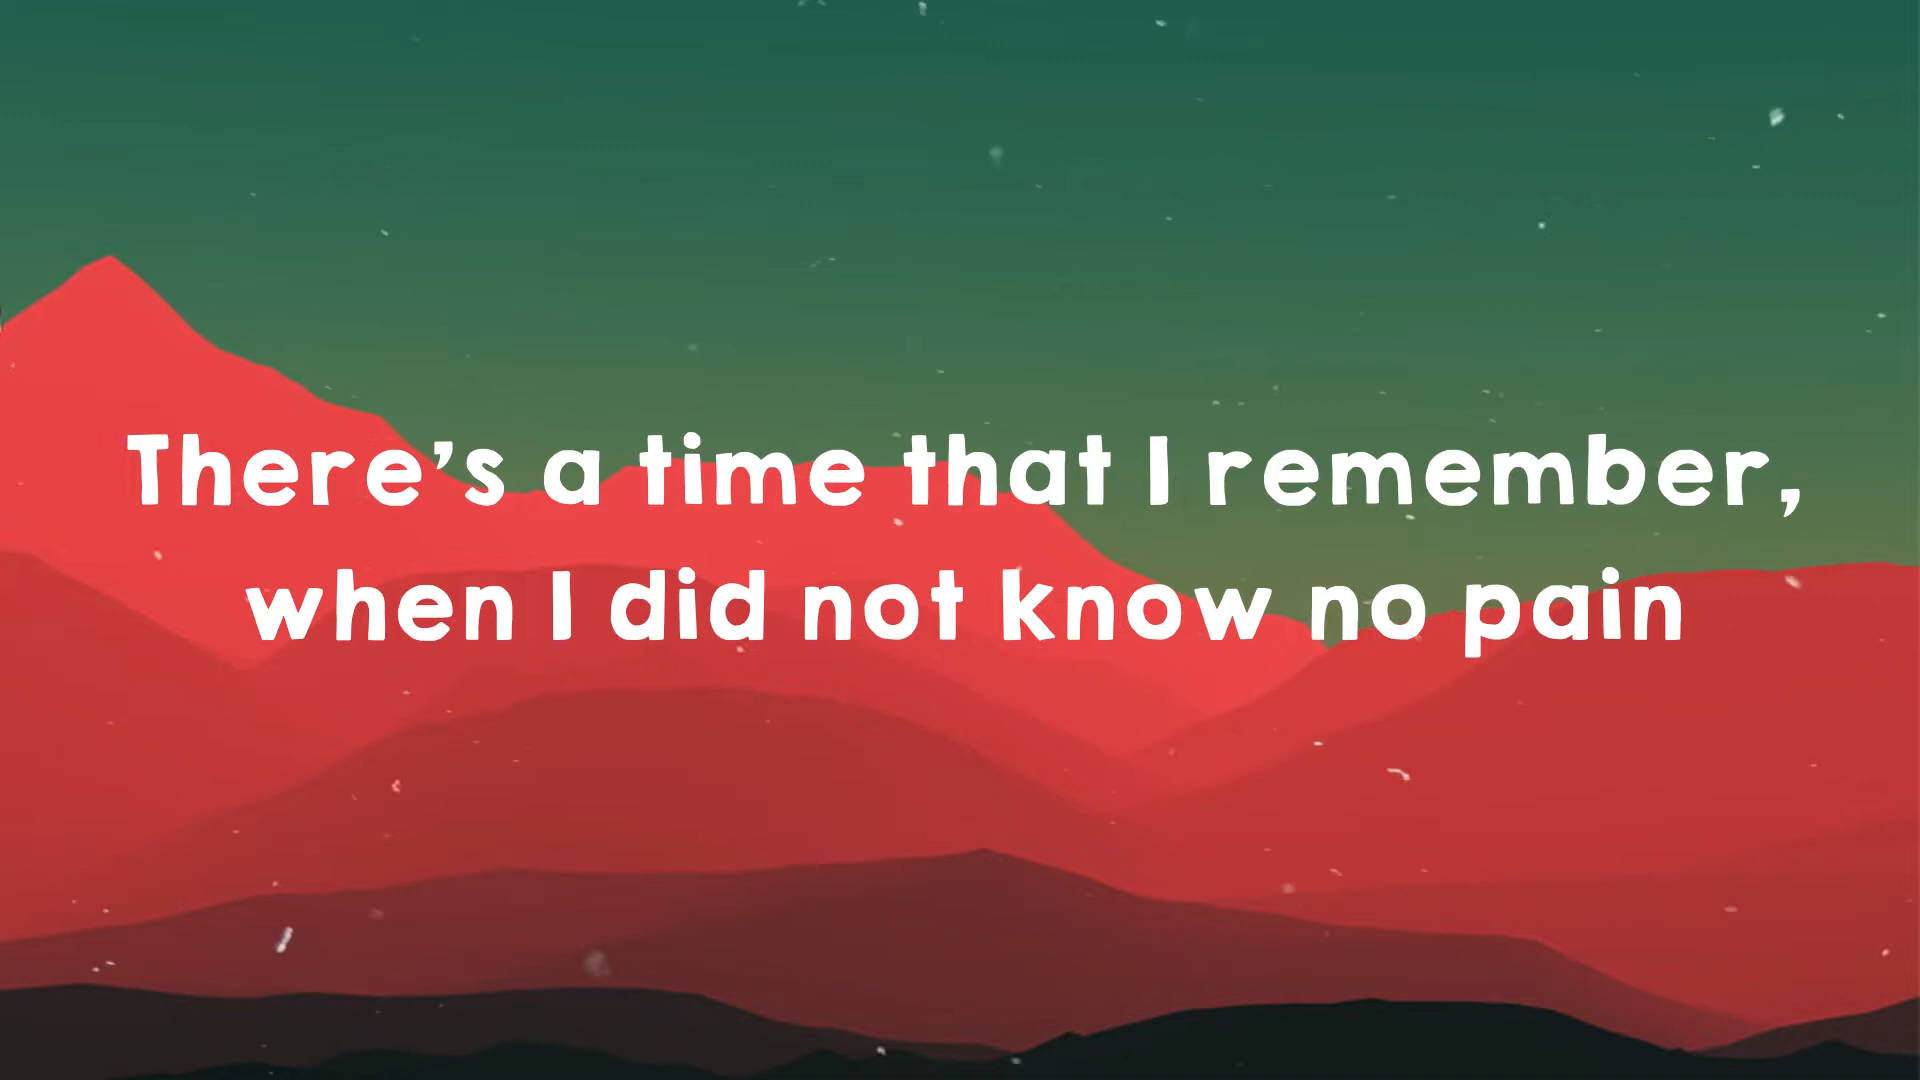 There’s a time that I remember,
when I did not know no pain